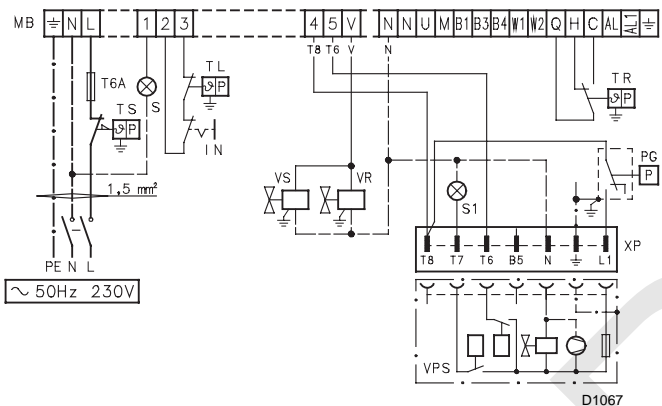 MB ⏚ N L 1 2 3 4 5 V N N U M B1 B3 B4 W1 W2 Q H C AL AL1 ⏚
T8 T6 V N
T6A
S
TL
ϑ P
TR
ϑ P
TS
ϑ P
IN
PG
P
1,5 mm²
VS
VR
S1
T8 T7 T6 B5 N ⏚ L1
XP
PE N L
~ 50Hz 230V
VPS
D1067